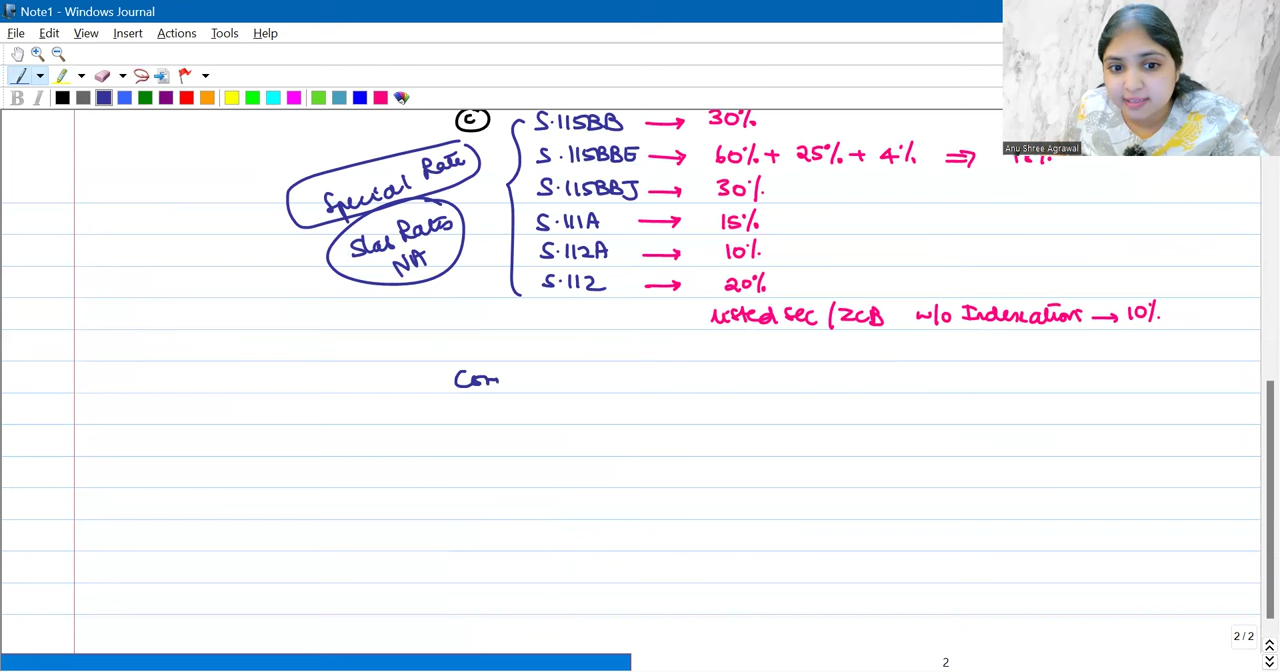 Note1 - Windows Journal
File Edit View Insert Actions Tools Help
B I
Anu Shree Agrawal
C
S.115BB → 30%
S.115BBE → 60% + 25% + 4% ⇒
S.115BBJ → 30%
S.111A → 15%
S.112A → 10%
S.112 → 20%
Special Rate
Slab Rates
NA
Listed Sec / ZCB w/o Indexation → 10%
Com
2/2
2